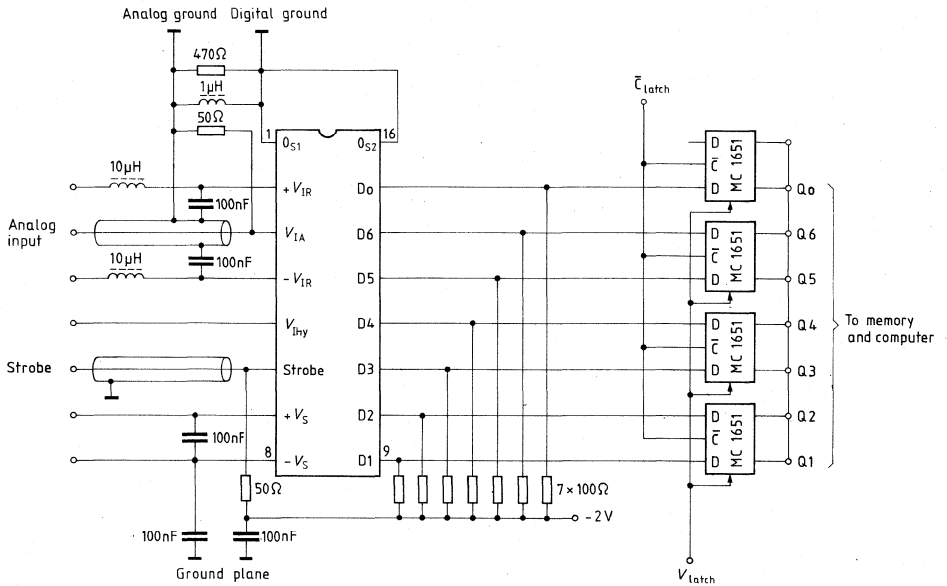 Analog ground Digital ground
470Ω
1µH
50Ω
C̄latch
1 16
0S1 0S2
D
C̄
D
MC 1651
10µH
+VIR D0 Q0
100nF
Analog
input
VIA D6 D Q6
C̄
MC 1651
100nF
10µH
-VIR D5 D Q5
VIhy D4 D Q4
To memory
and computer
C̄
MC 1651
Strobe Strobe D3 D Q3
+VS D2 D Q2
100nF
C̄
MC 1651
8 9
-VS D1 D Q1
50Ω
7×100Ω
-2V
100nF 100nF
Ground plane
Vlatch